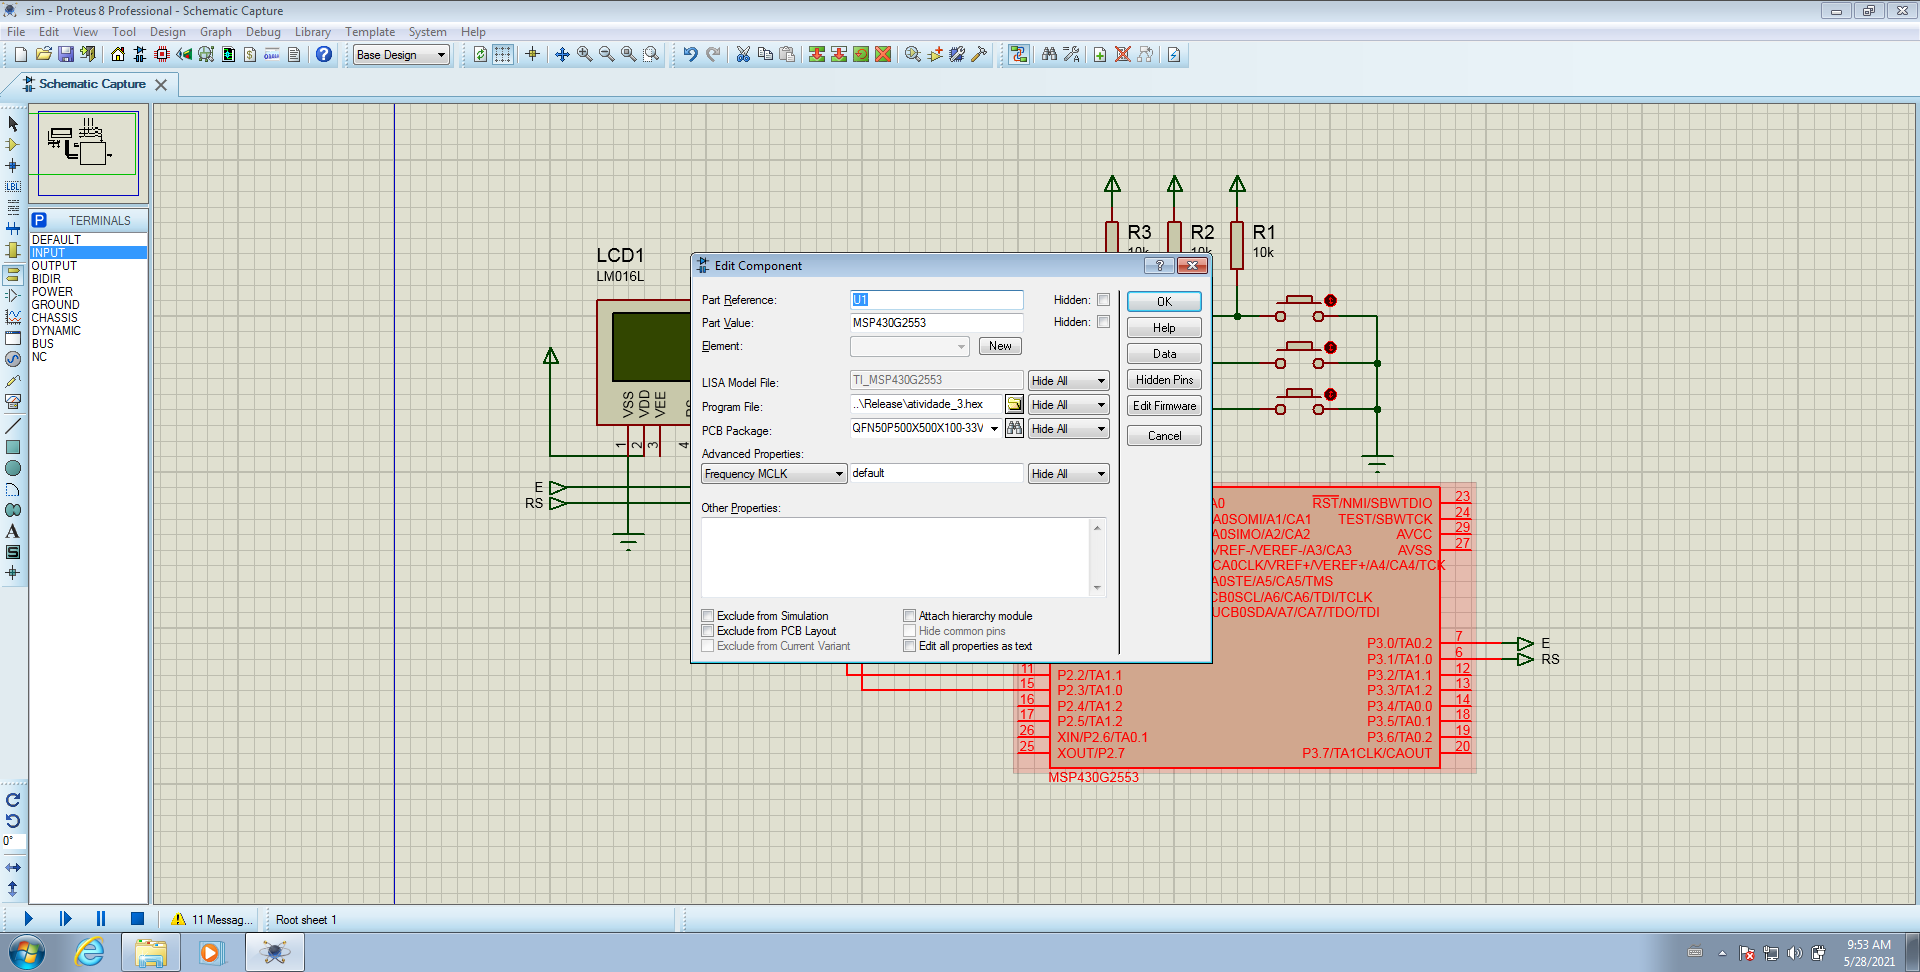 sim - Proteus 8 Professional - Schematic Capture
File Edit View Tool Design Graph Debug Library Template System Help
Base Design
Schematic Capture
LBL
P TERMINALS
DEFAULT
INPUT
OUTPUT
BIDIR
POWER
GROUND
CHASSIS
DYNAMIC
BUS
NC
A
S
0°
LCD1
LM016L
VSS
VDD
VEE
1
2
3
4
E
RS
R3
10k
R2
10k
R1
10k
Edit Component
Part Reference: U1 Hidden:
Part Value: MSP430G2553 Hidden:
Element: New
LISA Model File: TI_MSP430G2553 Hide All
Program File: ..\Release\atividade_3.hex Hide All
PCB Package: QFN50P500X500X100-33V Hide All
Advanced Properties:
Frequency MCLK default Hide All
Other Properties:
Exclude from Simulation Attach hierarchy module
Exclude from PCB Layout Hide common pins
Exclude from Current Variant Edit all properties as text
OK
Help
Data
Hidden Pins
Edit Firmware
Cancel
A0 RST/NMI/SBWTDIO 23
A0SOMI/A1/CA1 TEST/SBWTCK 24
A0SIMO/A2/CA2 AVCC 29
VREF-/VEREF-/A3/CA3 AVSS 27
CA0CLK/VREF+/VEREF+/A4/CA4/TCK
A0STE/A5/CA5/TMS
CB0SCL/A6/CA6/TDI/TCLK
UCB0SDA/A7/CA7/TDO/TDI
P3.0/TA0.2 7 E
P3.1/TA1.0 6 RS
11 P2.2/TA1.1 P3.2/TA1.1 12
15 P2.3/TA1.0 P3.3/TA1.2 13
16 P2.4/TA1.2 P3.4/TA0.0 14
17 P2.5/TA1.2 P3.5/TA0.1 18
26 XIN/P2.6/TA0.1 P3.6/TA0.2 19
25 XOUT/P2.7 P3.7/TA1CLK/CAOUT 20
MSP430G2553
11 Messag... Root sheet 1
9:53 AM
5/28/2021